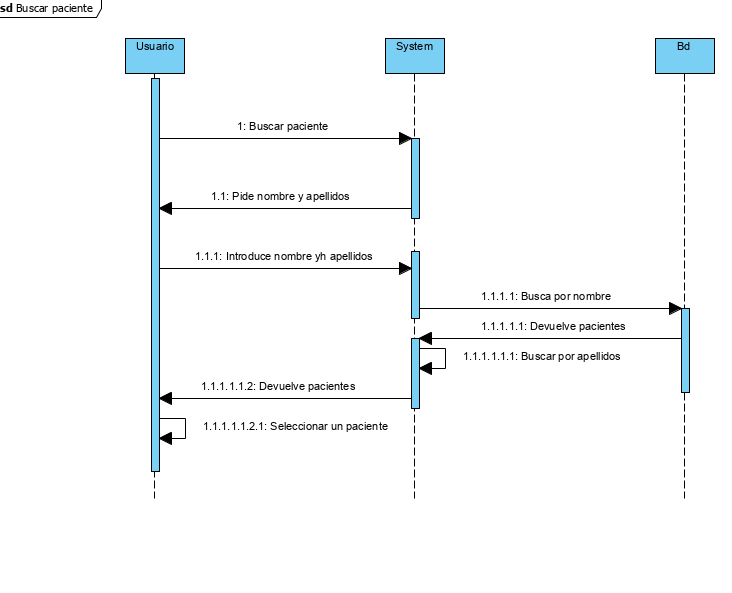 sd Buscar paciente
Usuario
System
Bd
1: Buscar paciente
1.1: Pide nombre y apellidos
1.1.1: Introduce nombre yh apellidos
1.1.1.1: Busca por nombre
1.1.1.1.1: Devuelve pacientes
1.1.1.1.1.1: Buscar por apellidos
1.1.1.1.1.2: Devuelve pacientes
1.1.1.1.1.2.1: Seleccionar un paciente